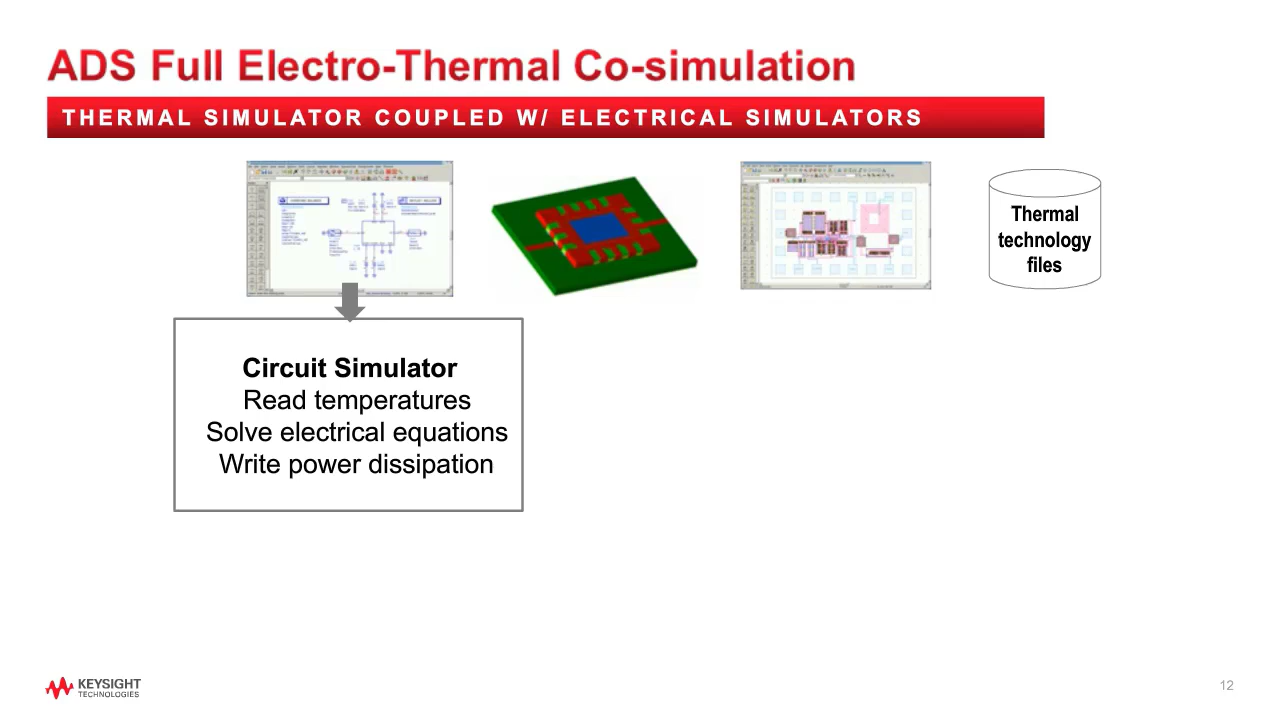 ADS Full Electro-Thermal Co-simulation
THERMAL SIMULATOR COUPLED W/ ELECTRICAL SIMULATORS
Thermal
technology
files
Circuit Simulator
Read temperatures
Solve electrical equations
Write power dissipation
KEYSIGHT
TECHNOLOGIES
12